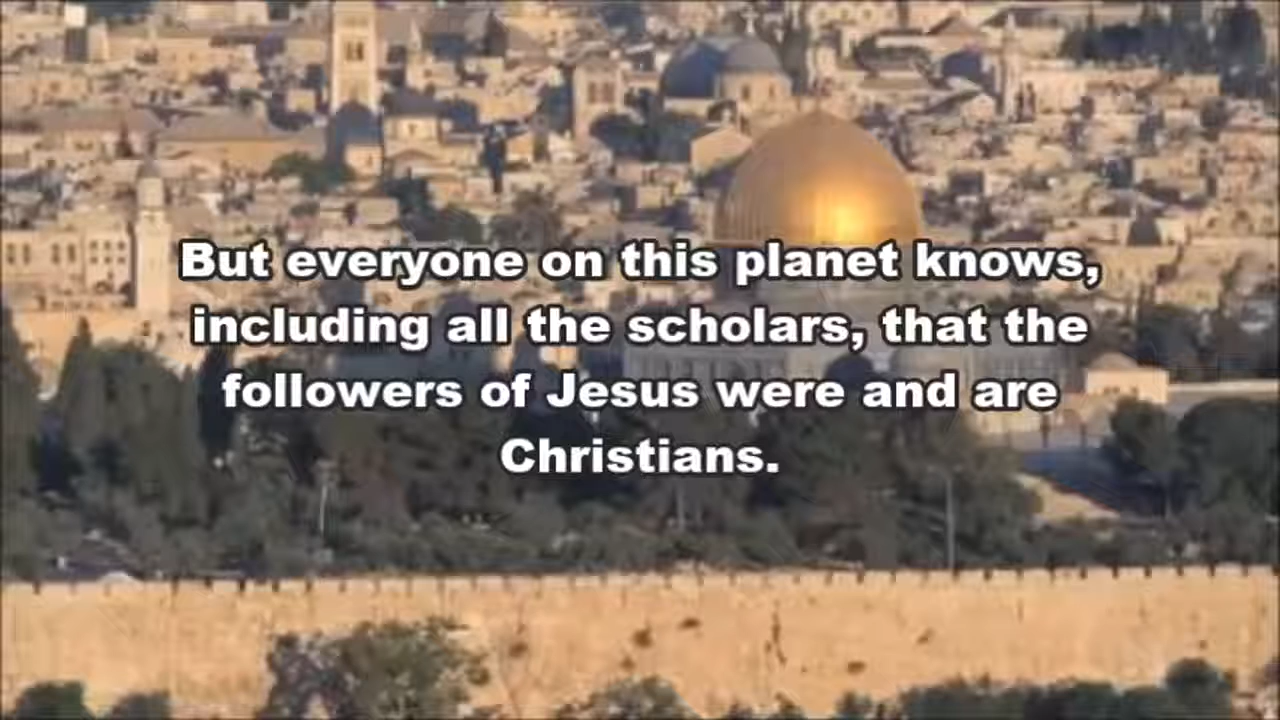 But everyone on this planet knows,
including all the scholars, that the
followers of Jesus were and are
Christians.